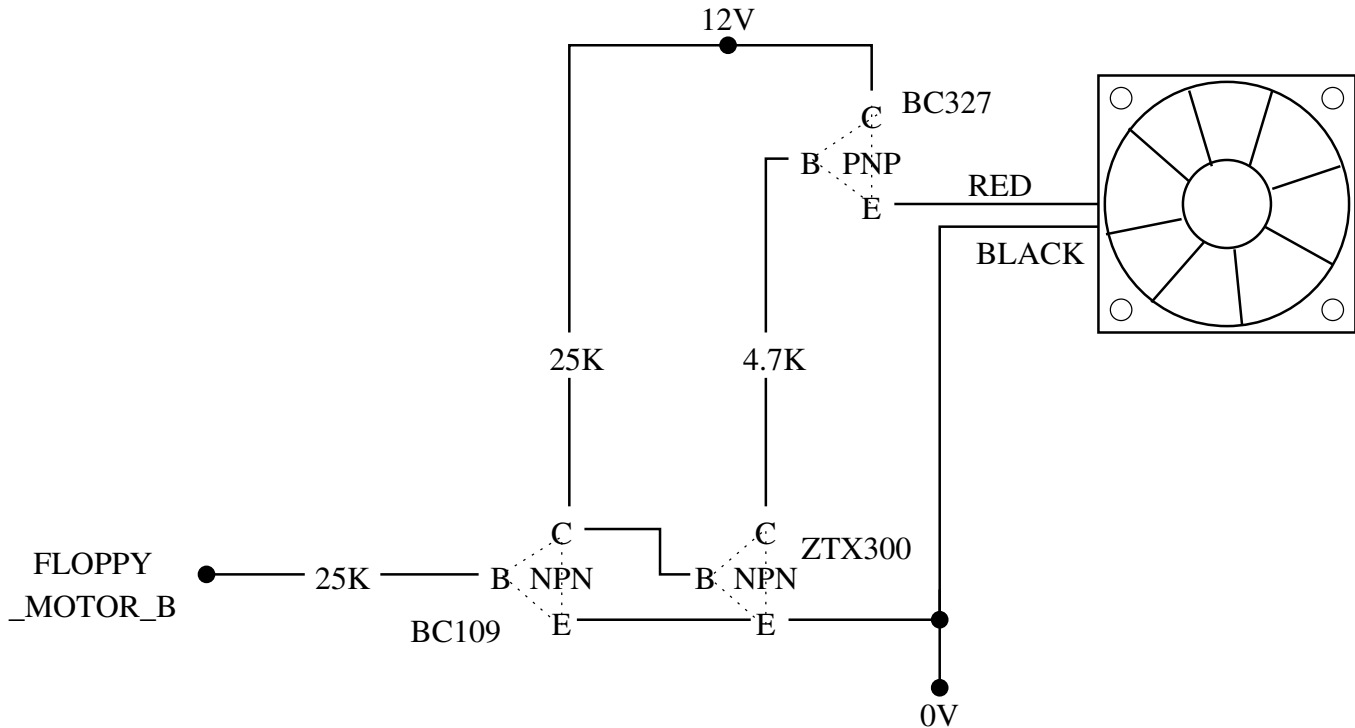 12V
C
BC327
B PNP
RED
E
BLACK
25K
4.7K
C
C
ZTX300
FLOPPY
25K
B NPN
B NPN
_MOTOR_B
BC109
E
E
0V